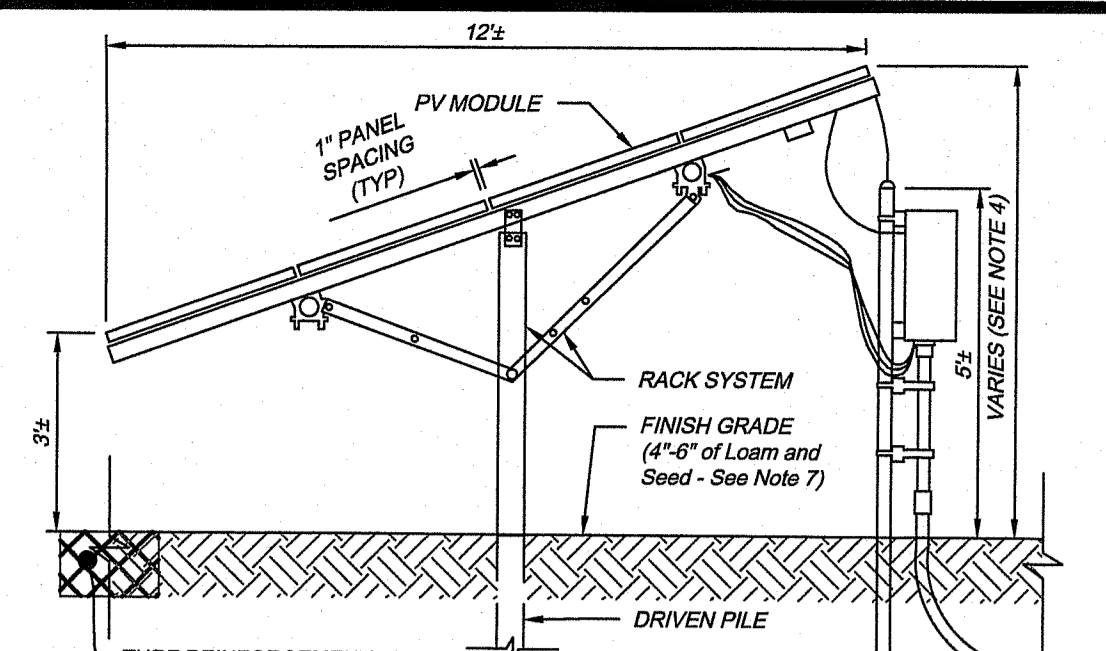 12'±
PV MODULE
1" PANEL
SPACING
(TYP)
VARIES (SEE NOTE 4)
5'±
3'±
RACK SYSTEM
FINISH GRADE
(4"-6" of Loam and
Seed - See Note 7)
DRIVEN PILE